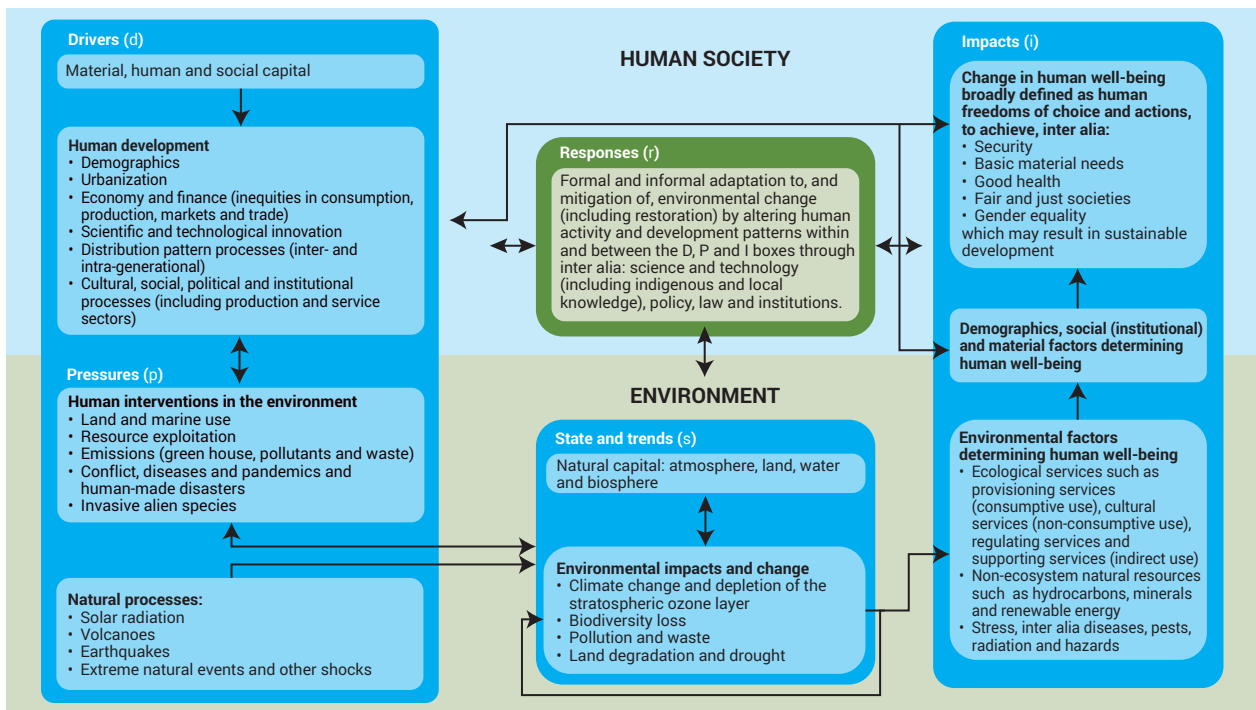 Drivers (d)
Material, human and social capital
Human development
• Demographics
• Urbanization
• Economy and finance (inequities in consumption,
production, markets and trade)
• Scientific and technological innovation
• Distribution pattern processes (inter- and
intra-generational)
• Cultural, social, political and institutional
processes (including production and service
sectors)
Pressures (p)
Human interventions in the environment
• Land and marine use
• Resource exploitation
• Emissions (green house, pollutants and waste)
• Conflict, diseases and pandemics and
human-made disasters
• Invasive alien species
Natural processes:
• Solar radiation
• Volcanoes
• Earthquakes
• Extreme natural events and other shocks
HUMAN SOCIETY
Responses (r)
Formal and informal adaptation to, and
mitigation of, environmental change
(including restoration) by altering human
activity and development patterns within
and between the D, P and I boxes through
inter alia: science and technology
(including indigenous and local
knowledge), policy, law and institutions.
ENVIRONMENT
State and trends (s)
Natural capital: atmosphere, land, water
and biosphere
Environmental impacts and change
• Climate change and depletion of the
stratospheric ozone layer
• Biodiversity loss
• Pollution and waste
• Land degradation and drought
Impacts (i)
Change in human well-being
broadly defined as human
freedoms of choice and actions,
to achieve, inter alia:
• Security
• Basic material needs
• Good health
• Fair and just societies
• Gender equality
which may result in sustainable
development
Demographics, social (institutional)
and material factors determining
human well-being
Environmental factors
determining human well-being
• Ecological services such as
provisioning services
(consumptive use), cultural
services (non-consumptive use),
regulating services and
supporting services (indirect use)
• Non-ecosystem natural resources
such as hydrocarbons, minerals
and renewable energy
• Stress, inter alia diseases, pests,
radiation and hazards